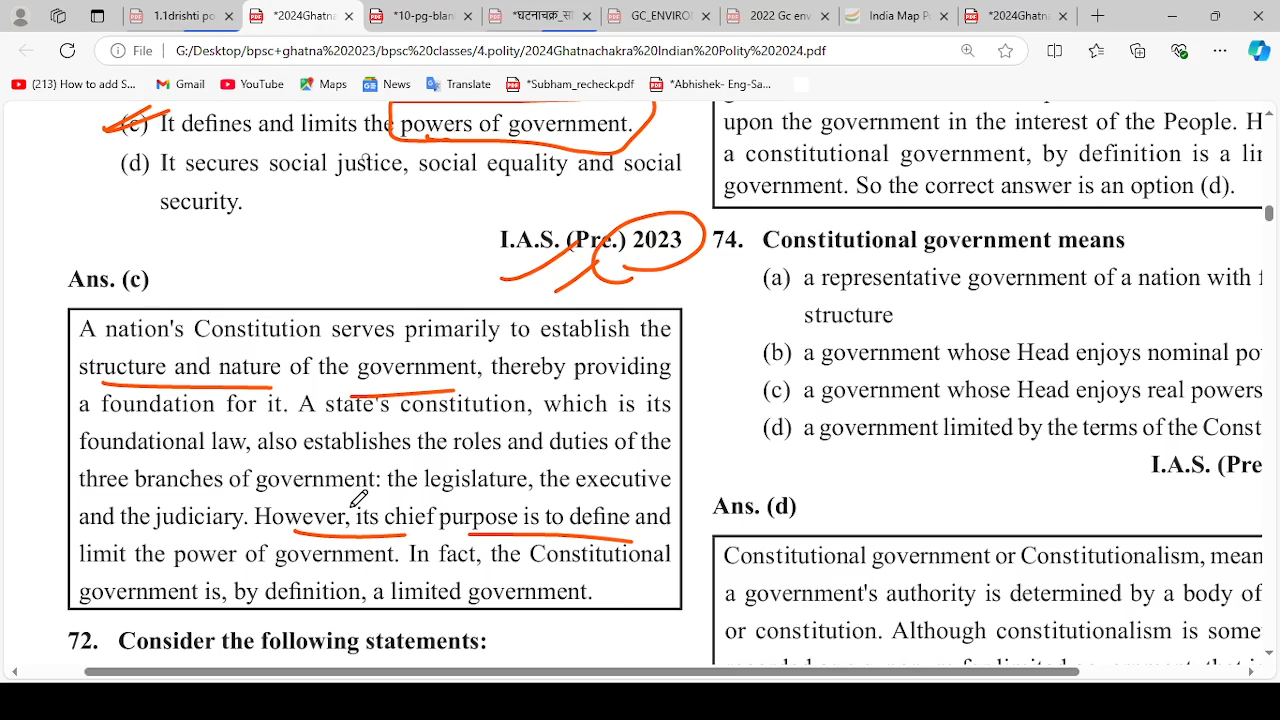 1.1drishti po
*2024Ghatna
*10-pg-blan
*घटनाचक्र_सा
GC_ENVIRO
2022 Gc env
India Map P
*2024Ghatna
File
G:/Desktop/bpsc+ghatna%202023/bpsc%20classes/4.polity/2024Ghatnachakra%20Indian%20Polity%202024.pdf
(213) How to add S...
Gmail
YouTube
Maps
News
Translate
*Subham_recheck.pdf
*Abhishek- Eng-Sa...
(c) It defines and limits the powers of government.
(d) It secures social justice, social equality and social
security.
I.A.S. (Pre.) 2023
Ans. (c)
A nation's Constitution serves primarily to establish the
structure and nature of the government, thereby providing
a foundation for it. A state's constitution, which is its
foundational law, also establishes the roles and duties of the
three branches of government: the legislature, the executive
and the judiciary. However, its chief purpose is to define and
limit the power of government. In fact, the Constitutional
government is, by definition, a limited government.
72. Consider the following statements:
upon the government in the interest of the People. H
a constitutional government, by definition is a
government. So the correct answer is an option (d).
74. Constitutional government means
(a) a representative government of a nation with
structure
(b) a government whose Head enjoys nominal
(c) a government whose Head enjoys real powers
(d) a government limited by the terms of the Const
I.A.S. (Pre
Ans. (d)
Constitutional government or Constitutionalism, mean
a government's authority is determined by a body of
or constitution. Although constitutionalism is some